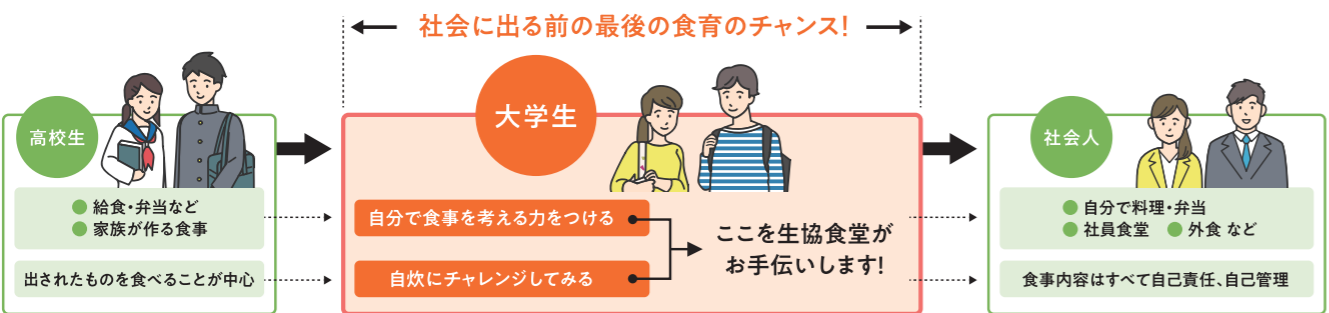 社会に出る前の最後の食育のチャンス!
高校生
● 給食・弁当など
● 家族が作る食事
出されたものを食べることが中心
大学生
自分で食事を考える力をつける
自炊にチャレンジしてみる
ここを生協食堂が
お手伝いします!
社会人
● 自分で料理・弁当
● 社員食堂 ● 外食 など
食事内容はすべて自己責任、自己管理